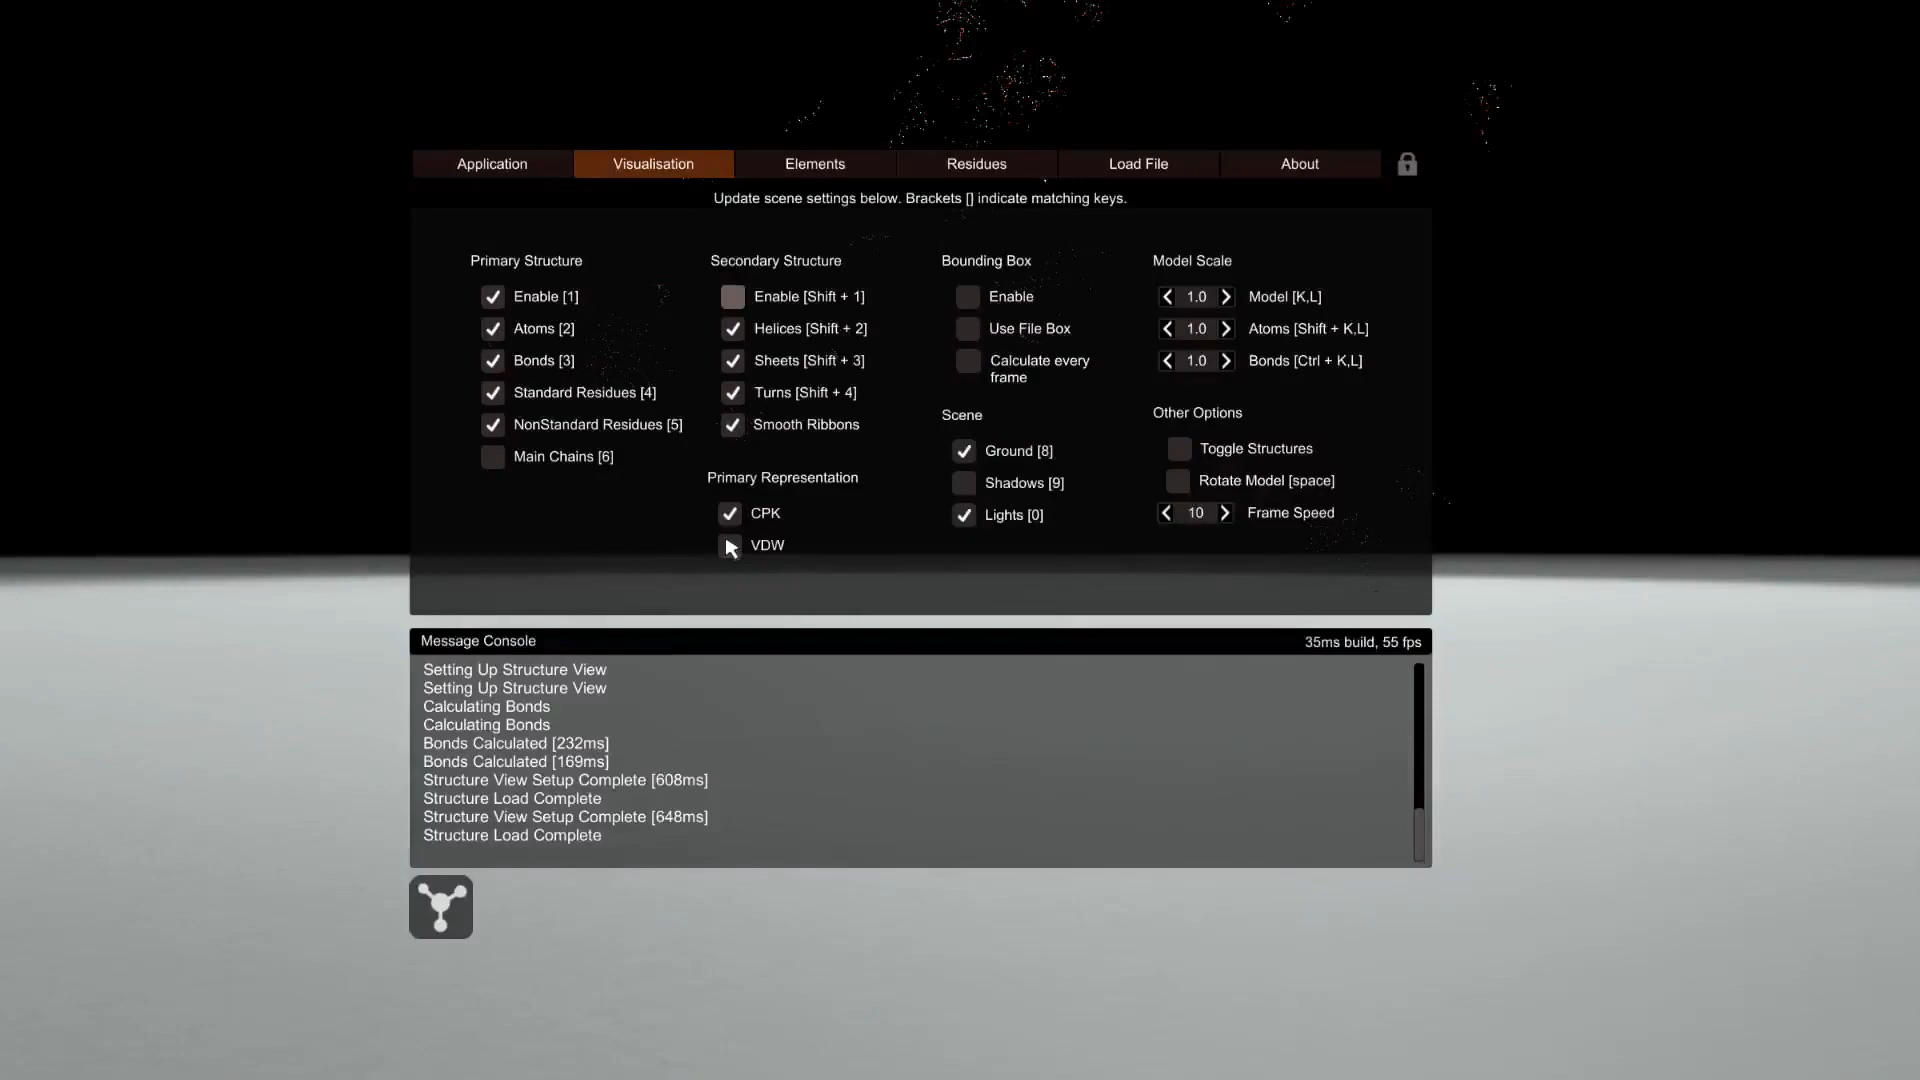 Application Visualisation Elements Residues Load File About
Update scene settings below. Brackets [] indicate matching keys.
Primary Structure
Enable [1]
Atoms [2]
Bonds [3]
Standard Residues [4]
NonStandard Residues [5]
Main Chains [6]
Secondary Structure
Enable [Shift + 1]
Helices [Shift + 2]
Sheets [Shift + 3]
Turns [Shift + 4]
Smooth Ribbons
Primary Representation
CPK
VDW
Bounding Box
Enable
Use File Box
Calculate every
frame
Scene
Ground [8]
Shadows [9]
Lights [0]
Model Scale
1.0 Model [K,L]
1.0 Atoms [Shift + K,L]
1.0 Bonds [Ctrl + K,L]
Other Options
Toggle Structures
Rotate Model [space]
10 Frame Speed
Message Console 35ms build, 55 fps
Setting Up Structure View
Setting Up Structure View
Calculating Bonds
Calculating Bonds
Bonds Calculated [232ms]
Bonds Calculated [169ms]
Structure View Setup Complete [608ms]
Structure Load Complete
Structure View Setup Complete [648ms]
Structure Load Complete